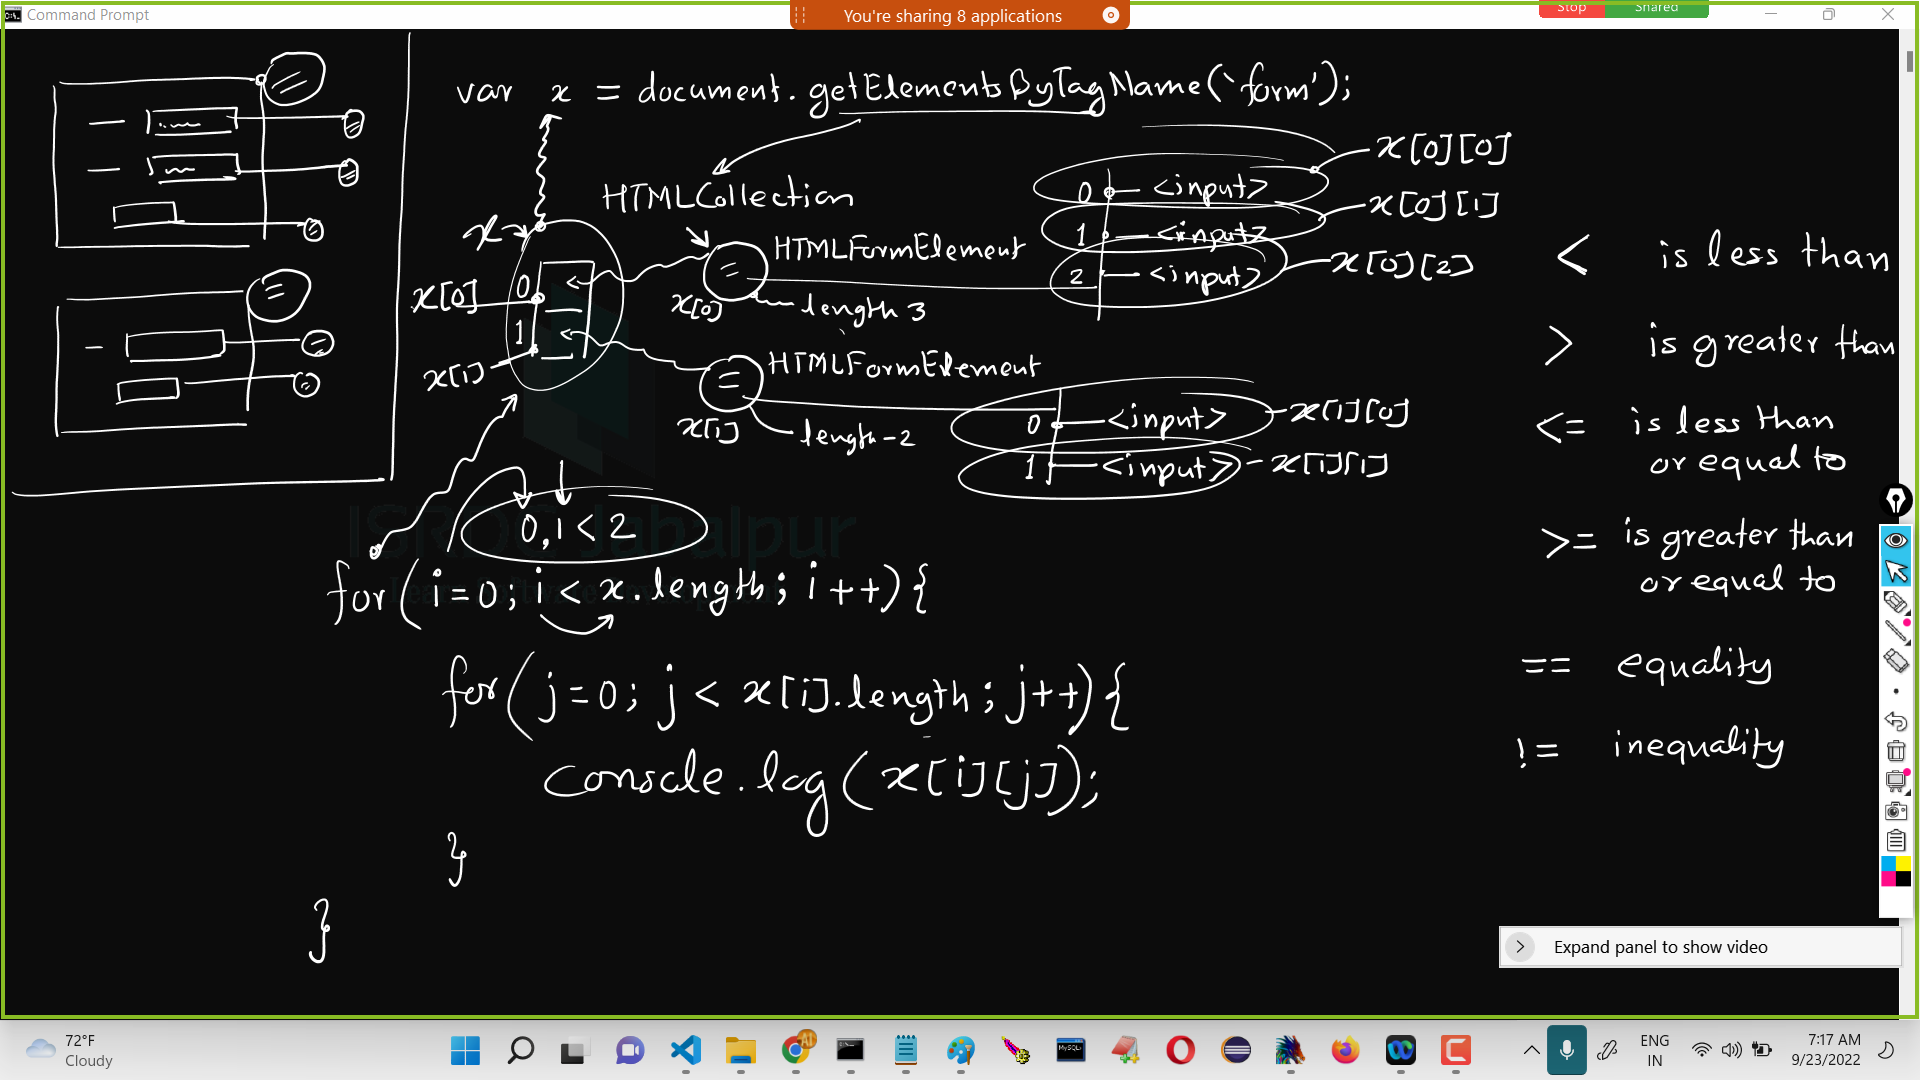 Command Prompt
You're sharing 8 applications
Stop Shared
var x = document.getElementsByTagName('form');
HTMLCollection
x
x[0]
0
1
x[1]
HTMLFormElement
x[0]
length 3
0 <input> x[0][0]
1 <input> x[0][1]
2 <input> x[0][2]
HTMLFormElement
x[1]
length-2
0 <input> x[1][0]
1 <input> x[1][1]
0,1 < 2
for(i=0; i < x.length; i++){
for(j=0; j < x[i].length; j++){
console.log(x[i][j]);
}
}
< is less than
> is greater than
<= is less than
or equal to
>= is greater than
or equal to
== equality
!= inequality
ISRDC Jabalpur
Expand panel to show video
72°F
Cloudy
ENG
IN
7:17 AM
9/23/2022